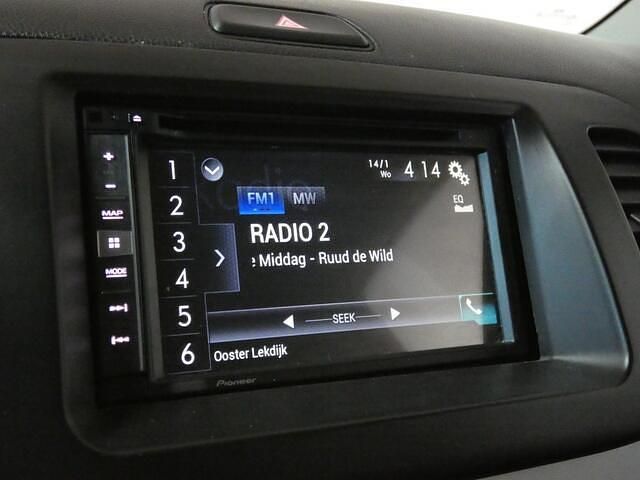 1
14/1
Wo
4 14
+
-
2
FM1 MW
EQ
MAP
RADIO 2
3
Middag - Ruud de Wild
MODE
4
5
SEEK
6
Ooster Lekdijk
Pioneer